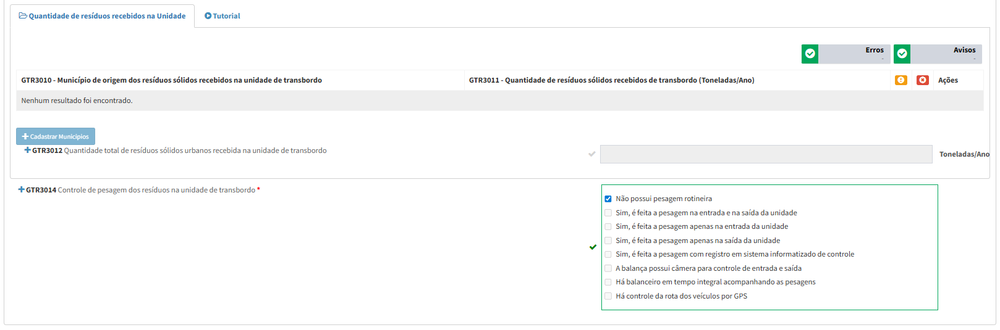 Quantidade de resíduos recebidos na Unidade
Tutorial
Erros
-
Avisos
-
GTR3010 - Município de origem dos resíduos sólidos recebidos na unidade de transbordo
GTR3011 - Quantidade de resíduos sólidos recebidos de transbordo (Toneladas/Ano)
Ações
Nenhum resultado foi encontrado.
Cadastrar Municipios
GTR3012 Quantidade total de resíduos sólidos urbanos recebida na unidade de transbordo
Toneladas/Ano
GTR3014 Controle de pesagem dos resíduos na unidade de transbordo *
Não possui pesagem rotineira
Sim, é feita a pesagem na entrada e na saída da unidade
Sim, é feita a pesagem apenas na entrada da unidade
Sim, é feita a pesagem apenas na saída da unidade
Sim, é feita a pesagem com registro em sistema informatizado de controle
A balança possui câmera para controle de entrada e saída
Há balanceiro em tempo integral acompanhando as pesagens
Há controle da rota dos veículos por GPS